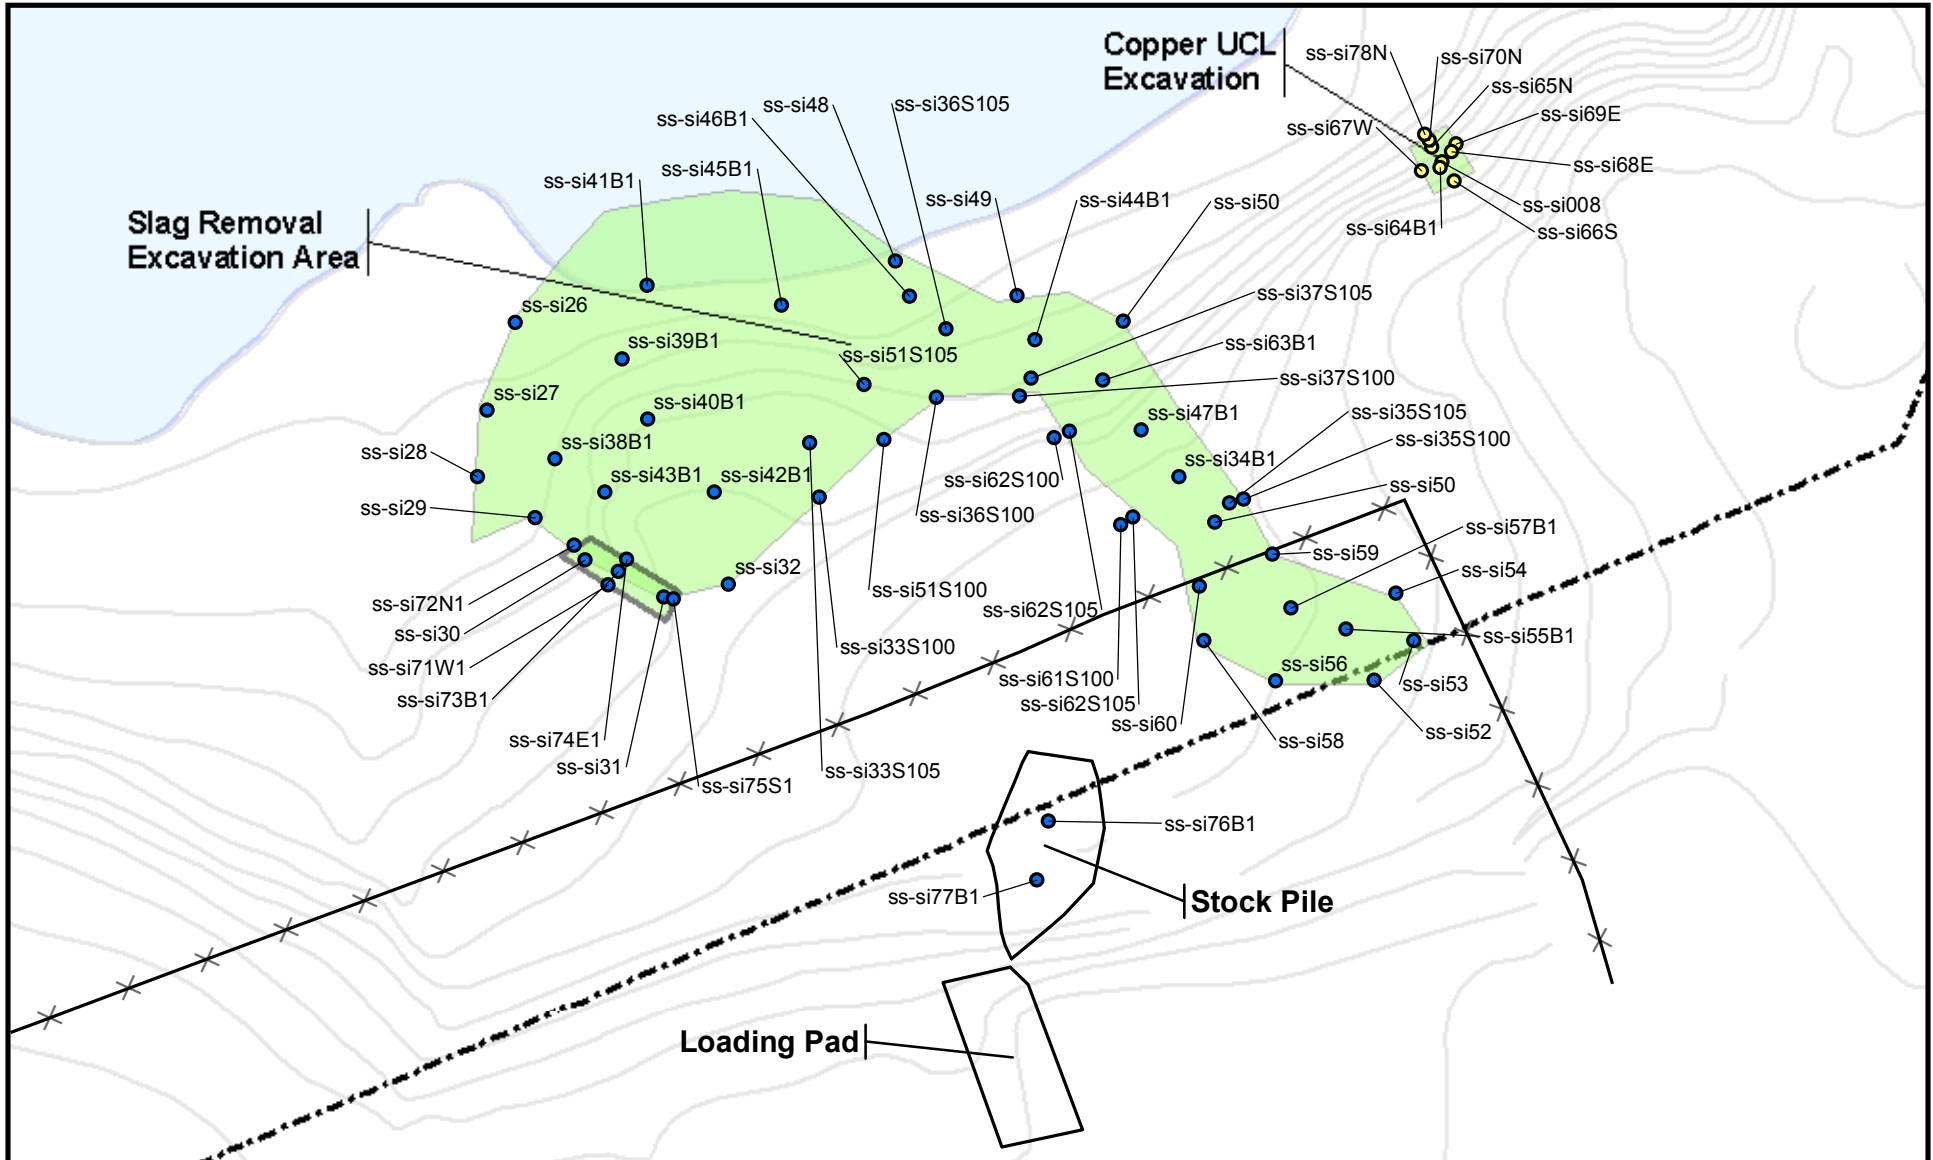 Copper UCL
Excavation
ss-si78N
ss-si70N
ss-si65N
ss-si69E
ss-si67W
ss-si68E
ss-si008
ss-si64B1
ss-si66S
ss-si46B1
ss-si48
ss-si36S105
ss-si41B1
ss-si45B1
ss-si49
ss-si44B1
ss-si50
Slag Removal
Excavation Area
ss-si26
ss-si37S105
ss-si39B1
ss-si51S105
ss-si63B1
ss-si37S100
ss-si27
ss-si40B1
ss-si47B1
ss-si35S105
ss-si35S100
ss-si28
ss-si38B1
ss-si43B1
ss-si42B1
ss-si62S100
ss-si34B1
ss-si50
ss-si29
ss-si36S100
ss-si57B1
ss-si59
ss-si32
ss-si54
ss-si72N1
ss-si51S100
ss-si62S105
ss-si30
ss-si55B1
ss-si33S100
ss-si71W1
ss-si56
ss-si61S100
ss-si53
ss-si73B1
ss-si62S105
ss-si60
ss-si74E1
ss-si58
ss-si52
ss-si31
ss-si33S105
ss-si75S1
ss-si76B1
ss-si77B1
Stock Pile
Loading Pad